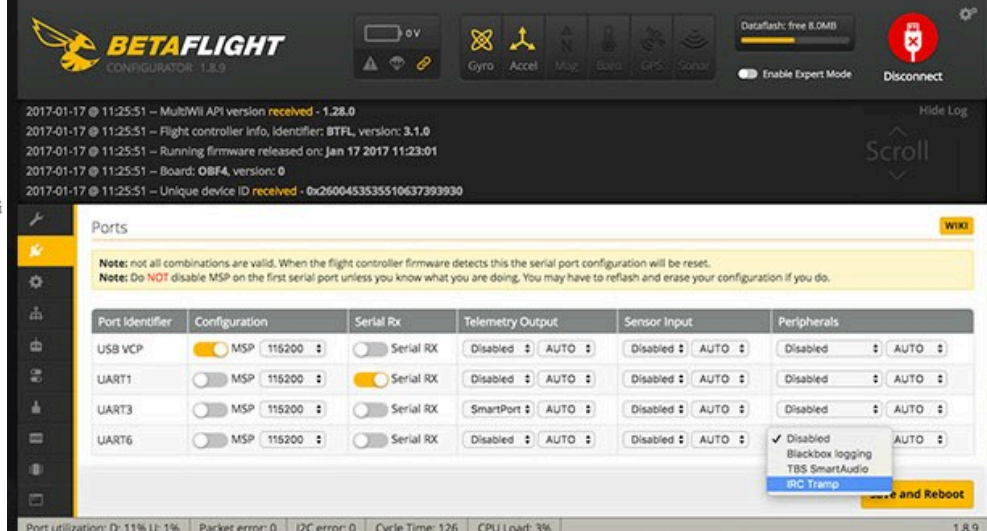 BETAFLIGHT
CONFIGURATOR 1.8.9
0 V
Gyro Accel Mag Baro GPS Sonar
Dataflash: free 8.0MB
Enable Expert Mode
Disconnect
2017-01-17 @ 11:25:51 -- MultiWii API version received - 1.28.0
Hide Log
2017-01-17 @ 11:25:51 -- Flight controller info, identifier: BTFL, version: 3.1.0
2017-01-17 @ 11:25:51 -- Running firmware released on: Jan 17 2017 11:23:01
Scroll
2017-01-17 @ 11:25:51 -- Board: OBF4, version: 0
2017-01-17 @ 11:25:51 -- Unique device ID received - 0x2600453535510637393930
Ports
WIKI
Note: not all combinations are valid. When the flight controller firmware detects this the serial port configuration will be reset.
Note: Do NOT disable MSP on the first serial port unless you know what you are doing. You may have to reflash and erase your configuration if you do.
Port Identifier Configuration Serial Rx Telemetry Output Sensor Input Peripherals
USB VCP MSP 115200 Serial RX Disabled AUTO Disabled AUTO Disabled AUTO
UART1 MSP 115200 Serial RX Disabled AUTO Disabled AUTO Disabled AUTO
UART3 MSP 115200 Serial RX SmartPort AUTO Disabled AUTO Disabled AUTO
UART6 MSP 115200 Serial RX Disabled AUTO Disabled AUTO Disabled AUTO
Blackbox logging
TBS SmartAudio
IRC Tramp
and Reboot
Port utilization: D: 11% U: 1% Packet error: 0 I2C error: 0 Cycle Time: 126 CPU Load: 3% 1.8.9